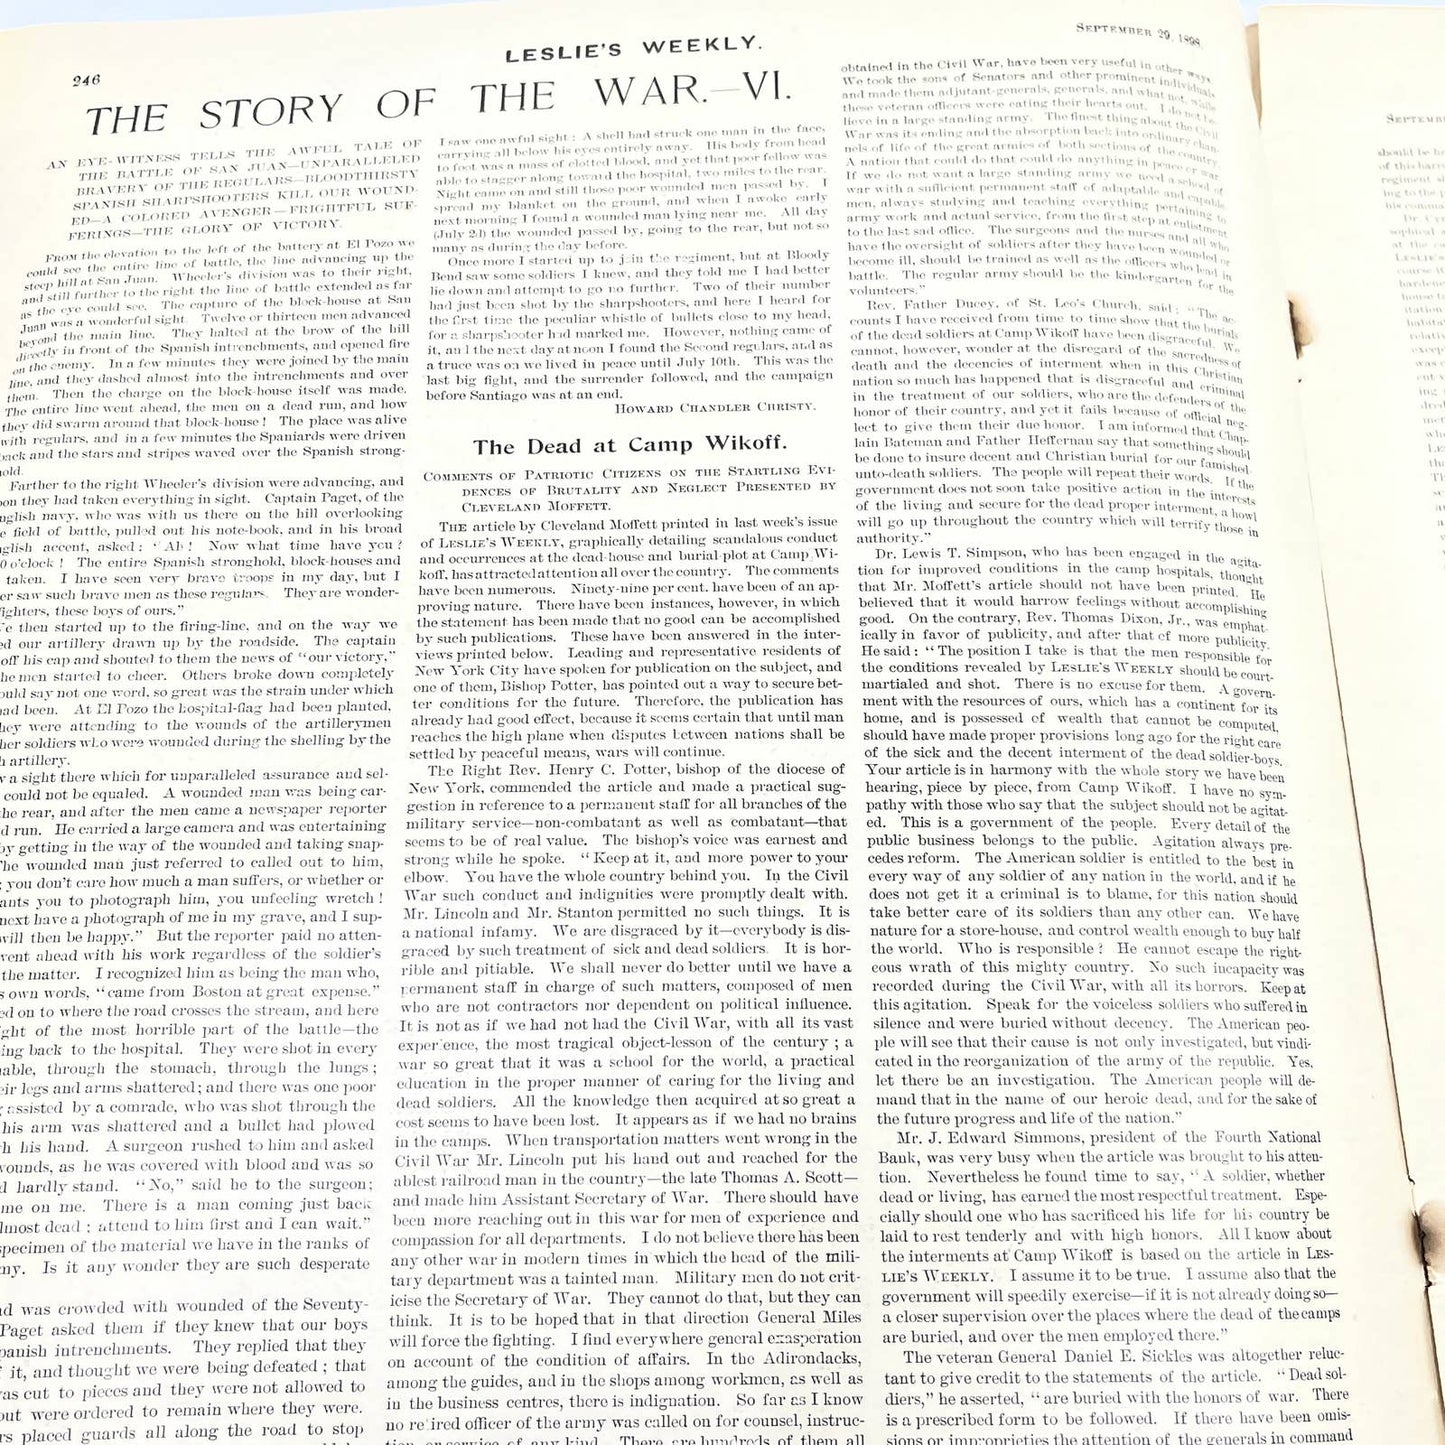 246
LESLIE'S WEEKLY.
SEPTEMBER 29, 1898
THE STORY OF THE WAR.—VI.
AN EYE-WITNESS TELLS THE AWFUL TALE OF
THE BATTLE OF SAN JUAN—UNPARALLELED
BRAVERY OF THE REGULARS—BLOODTHIRSTY
SPANISH SHARPSHOOTERS KILL OUR WOUND-
ED—A COLORED AVENGER—FRIGHTFUL SUF-
FERINGS—THE GLORY OF VICTORY.
FROM the elevation to the left of the battery at El Pozo we
could see the entire line of battle, the line advancing up the
steep hill at San Juan. Wheeler's division was to their right,
and still further to the right the line of battle extended as far
as the eye could see. The capture of the block-house at San
Juan was a wonderful sight. Twelve or thirteen men advanced
beyond the main line. They halted at the brow of the hill
directly in front of the Spanish intrenchments, and opened fire
on the enemy. In a few minutes they were joined by the main
line, and they dashed almost into the intrenchments and over
them. Then the charge on the block-house itself was made.
The entire line went ahead, the men on a dead run, and how
they did swarm around that block-house! The place was alive
with regulars, and in a few minutes the Spaniards were driven
back and the stars and stripes waved over the Spanish strong-
hold.
Farther to the right Wheeler's division were advancing, and
on they had taken everything in sight. Captain Paget, of the
nglish navy, who was with us there on the hill overlooking
e field of battle, pulled out his note-book, and in his broad
glish accent, asked: "Ah! Now what time have you?
0 o'clock! The entire Spanish stronghold, block-houses and
taken. I have seen very brave troops in my day, but I
er saw such brave men as these regulars. They are wonder-
ighters, these boys of ours."
e then started up to the firing-line, and on the way we
ed our artillery drawn up by the roadside. The captain
off his cap and shouted to them the news of "our victory,"
he men started to cheer. Others broke down completely
ould say not one word, so great was the strain under which
had been. At El Pozo the hospital-flag had been planted,
hey were attending to the wounds of the artillerymen
her soldiers who were wounded during the shelling by the
h artillery.
w a sight there which for unparalleled assurance and sel-
could not be equaled. A wounded man was being car-
he rear, and after the men came a newspaper reporter
d run. He carried a large camera and was entertaining
by getting in the way of the wounded and taking snap-
he wounded man just referred to called out to him,
; you don't care how much a man suffers, or whether or
ants you to photograph him, you unfeeling wretch!
next have a photograph of me in my grave, and I sup-
will then be happy." But the reporter paid no atten-
vent ahead with his work regardless of the soldier's
the matter. I recognized him as being the man who,
s own words, "came from Boston at great expense."
ed on to where the road crosses the stream, and here
ght of the most horrible part of the battle—the
ing back to the hospital. They were shot in every
nable, through the stomach, through the lungs;
eir legs and arms shattered; and there was one poor
assisted by a comrade, who was shot through the
his arm was shattered and a bullet had plowed
h his hand. A surgeon rushed to him and asked
wounds, as he was covered with blood and was so
d hardly stand. "No," said he to the surgeon;
me on me. There is a man coming just back
lmost dead: attend to him first and I can wait."
specimen of the material we have in the ranks of
my. Is it any wonder they are such desperate
nd was crowded with wounded of the Seventy-
Paget asked them if they knew that our boys
panish intrenchments. They replied that they
it, and thought we were being defeated; that
as cut to pieces and they were not allowed to
but were ordered to remain where they were.
rs placed guards all along the road to stop
I saw one awful sight: A shell had struck one man in the face,
carrying all below his eyes entirely away. His body from head
to foot was a mass of clotted blood, and yet that poor fellow was
able to stagger along toward the hospital, two miles to the rear.
Night came on and still those poor wounded men passed by. I
spread my blanket on the ground, and when I awoke early
next morning I found a wounded man lying near me. All day
(July 2d) the wounded passed by, going to the rear, but not so
many as during the day before.
Once more I started up to join the regiment, but at Bloody
Bend saw some soldiers I knew, and they told me I had better
lie down and attempt to go no further. Two of their number
had just been shot by the sharpshooters, and here I heard for
the first time the peculiar whistle of bullets close to my head,
for a sharpshooter had marked me. However, nothing came of
it, and the next day at noon I found the Second regulars, and as
a truce was on we lived in peace until July 10th. This was the
last big fight, and the surrender followed, and the campaign
before Santiago was at an end.
HOWARD CHANDLER CHRISTY.
The Dead at Camp Wikoff.
COMMENTS OF PATRIOTIC CITIZENS ON THE STARTLING EVI-
DENCES OF BRUTALITY AND NEGLECT PRESENTED BY
CLEVELAND MOFFETT.
THE article by Cleveland Moffett printed in last week's issue
of LESLIE'S WEEKLY, graphically detailing scandalous conduct
and occurrences at the dead-house and burial-plot at Camp Wi-
koff, has attracted attention all over the country. The comments
have been numerous. Ninety-nine per cent. have been of an ap-
proving nature. There have been instances, however, in which
the statement has been made that no good can be accomplished
by such publications. These have been answered in the inter-
views printed below. Leading and representative residents of
New York City have spoken for publication on the subject, and
one of them, Bishop Potter, has pointed out a way to secure bet-
ter conditions for the future. Therefore, the publication has
already had good effect, because it seems certain that until man
reaches the high plane when disputes between nations shall be
settled by peaceful means, wars will continue.
The Right Rev. Henry C. Potter, bishop of the diocese of
New York, commended the article and made a practical sug-
gestion in reference to a permanent staff for all branches of the
military service—non-combatant as well as combatant—that
seems to be of real value. The bishop's voice was earnest and
strong while he spoke. "Keep at it, and more power to your
elbow. You have the whole country behind you. In the Civil
War such conduct and indignities were promptly dealt with.
Mr. Lincoln and Mr. Stanton permitted no such things. It is
a national infamy. We are disgraced by it—everybody is dis-
graced by such treatment of sick and dead soldiers. It is hor-
rible and pitiable. We shall never do better until we have a
permanent staff in charge of such matters, composed of men
who are not contractors nor dependent on political influence.
It is not as if we had not had the Civil War, with all its vast
experience, the most tragical object-lesson of the century; a
war so great that it was a school for the world, a practical
education in the proper manner of caring for the living and
dead soldiers. All the knowledge then acquired at so great a
cost seems to have been lost. It appears as if we had no brains
in the camps. When transportation matters went wrong in the
Civil War Mr. Lincoln put his hand out and reached for the
ablest railroad man in the country—the late Thomas A. Scott—
and made him Assistant Secretary of War. There should have
been more reaching out in this war for men of experience and
compassion for all departments. I do not believe there has been
any other war in modern times in which the head of the mili-
tary department was a tainted man. Military men do not crit-
icise the Secretary of War. They cannot do that, but they can
think. It is to be hoped that in that direction General Miles
will force the fighting. I find everywhere general exasperation
on account of the condition of affairs. In the Adirondacks,
among the guides, and in the shops among workmen, as well as
in the business centres, there is indignation. So far as I know
no retired officer of the army was called on for counsel, instruc-
tion or service of any kind. There are hundreds of them all
obtained in the Civil War, have been very useful in other ways.
We took the sons of Senators and other prominent individuals
and made them adjutant-generals, generals, and what not, while
these veteran officers were eating their hearts out. I do not be-
lieve in a large standing army. The finest thing about the Civil
War was its ending and the absorption back into ordinary chan-
nels of life of the great armies of both sections of the country.
A nation that could do that could do anything in peace or war.
If we do not want a large standing army we need a school of
war with a sufficient permanent staff of adaptable and capable
men, always studying and teaching everything pertaining to
army work and actual service, from the first step at enlistment
to the last sad office. The surgeons and the nurses and all who
have the oversight of soldiers after they have been wounded or
become ill, should be trained as well as the officers who lead in
battle. The regular army should be the kindergarten for the
volunteers."
Rev. Father Ducey, of St. Leo's Church, said: "The ac-
counts I have received from time to time show that the burials
of the dead soldiers at Camp Wikoff have been disgraceful. We
cannot, however, wonder at the disregard of the sacredness of
death and the decencies of interment when in this Christian
nation so much has happened that is disgraceful and criminal
in the treatment of our soldiers, who are the defenders of the
honor of their country, and yet it fails because of official neg-
lect to give them their due honor. I am informed that Chap-
lain Bateman and Father Heffernan say that something should
be done to insure decent and Christian burial for our famished-
unto-death soldiers. The people will repeat their words. If the
government does not soon take positive action in the interests
of the living and secure for the dead proper interment, a howl
will go up throughout the country which will terrify those in
authority."
Dr. Lewis T. Simpson, who has been engaged in the agita-
tion for improved conditions in the camp hospitals, thought
that Mr. Moffett's article should not have been printed. He
believed that it would harrow feelings without accomplishing
good. On the contrary, Rev. Thomas Dixon, Jr., was emphat-
ically in favor of publicity, and after that of more publicity.
He said: "The position I take is that the men responsible for
the conditions revealed by LESLIE'S WEEKLY should be court-
martialed and shot. There is no excuse for them. A govern-
ment with the resources of ours, which has a continent for its
home, and is possessed of wealth that cannot be computed,
should have made proper provisions long ago for the right care
of the sick and the decent interment of the dead soldier-boys.
Your article is in harmony with the whole story we have been
hearing, piece by piece, from Camp Wikoff. I have no sym-
pathy with those who say that the subject should not be agitat-
ed. This is a government of the people. Every detail of the
public business belongs to the public. Agitation always pre-
cedes reform. The American soldier is entitled to the best in
every way of any soldier of any nation in the world, and if he
does not get it a criminal is to blame, for this nation should
take better care of its soldiers than any other can. We have
nature for a store-house, and control wealth enough to buy half
the world. Who is responsible? He cannot escape the right-
eous wrath of this mighty country. No such incapacity was
recorded during the Civil War, with all its horrors. Keep at
this agitation. Speak for the voiceless soldiers who suffered in
silence and were buried without decency. The American peo-
ple will see that their cause is not only investigated, but vindi-
cated in the reorganization of the army of the republic. Yes,
let there be an investigation. The American people will de-
mand that in the name of our heroic dead, and for the sake of
the future progress and life of the nation."
Mr. J. Edward Simmons, president of the Fourth National
Bank, was very busy when the article was brought to his atten-
tion. Nevertheless he found time to say, "A soldier, whether
dead or living, has earned the most respectful treatment. Espe-
cially should one who has sacrificed his life for his country be
laid to rest tenderly and with high honors. All I know about
the interments at Camp Wikoff is based on the article in LES-
LIE'S WEEKLY. I assume it to be true. I assume also that the
government will speedily exercise—if it is not already doing so—
a closer supervision over the places where the dead of the camps
are buried, and over the men employed there."
The veteran General Daniel E. Sickles was altogether reluc-
tant to give credit to the statements of the article. "Dead sol-
diers," he asserted, "are buried with the honors of war. There
is a prescribed form to be followed. If there have been omis-
sions or improprieties the attention of the generals in command
SEPTEMB
should be h
of this hare
regiment s
ing to the p
his comma
Dr. Cy